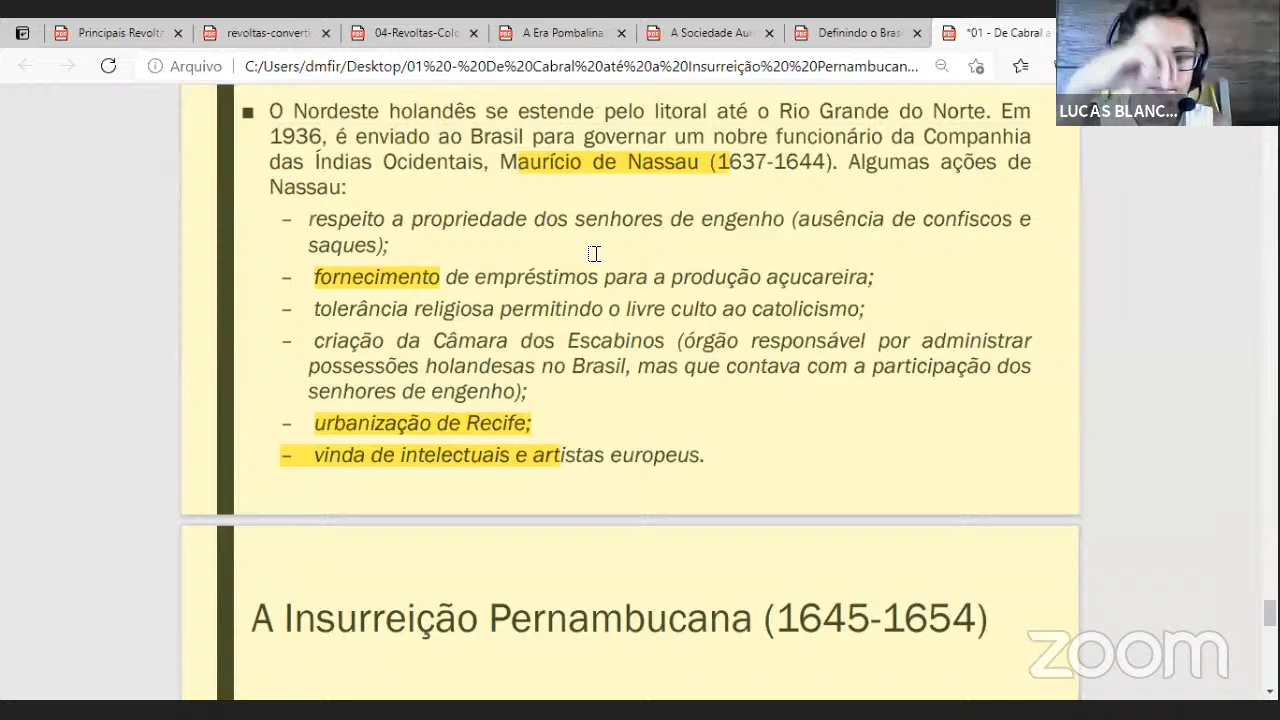 Principais Revolta
revoltas-converti
04-Revoltas-Colo
A Era Pombalina
A Sociedade Au
Definindo o Bras
*01 - De Cabral a
Arquivo
C:/Users/dmfir/Desktop/01%20-%20De%20Cabral%20até%20a%20Insurreição%20%20Pernambucan...
LUCAS BLANC...
■ O Nordeste holandês se estende pelo litoral até o Rio Grande do Norte. Em
1936, é enviado ao Brasil para governar um nobre funcionário da Companhia
das Índias Ocidentais, Maurício de Nassau (1637-1644). Algumas ações de
Nassau:
– respeito a propriedade dos senhores de engenho (ausência de confiscos e
saques);
– fornecimento de empréstimos para a produção açucareira;
– tolerância religiosa permitindo o livre culto ao catolicismo;
– criação da Câmara dos Escabinos (órgão responsável por administrar
possessões holandesas no Brasil, mas que contava com a participação dos
senhores de engenho);
– urbanização de Recife;
– vinda de intelectuais e artistas europeus.
A Insurreição Pernambucana (1645-1654)
zoom